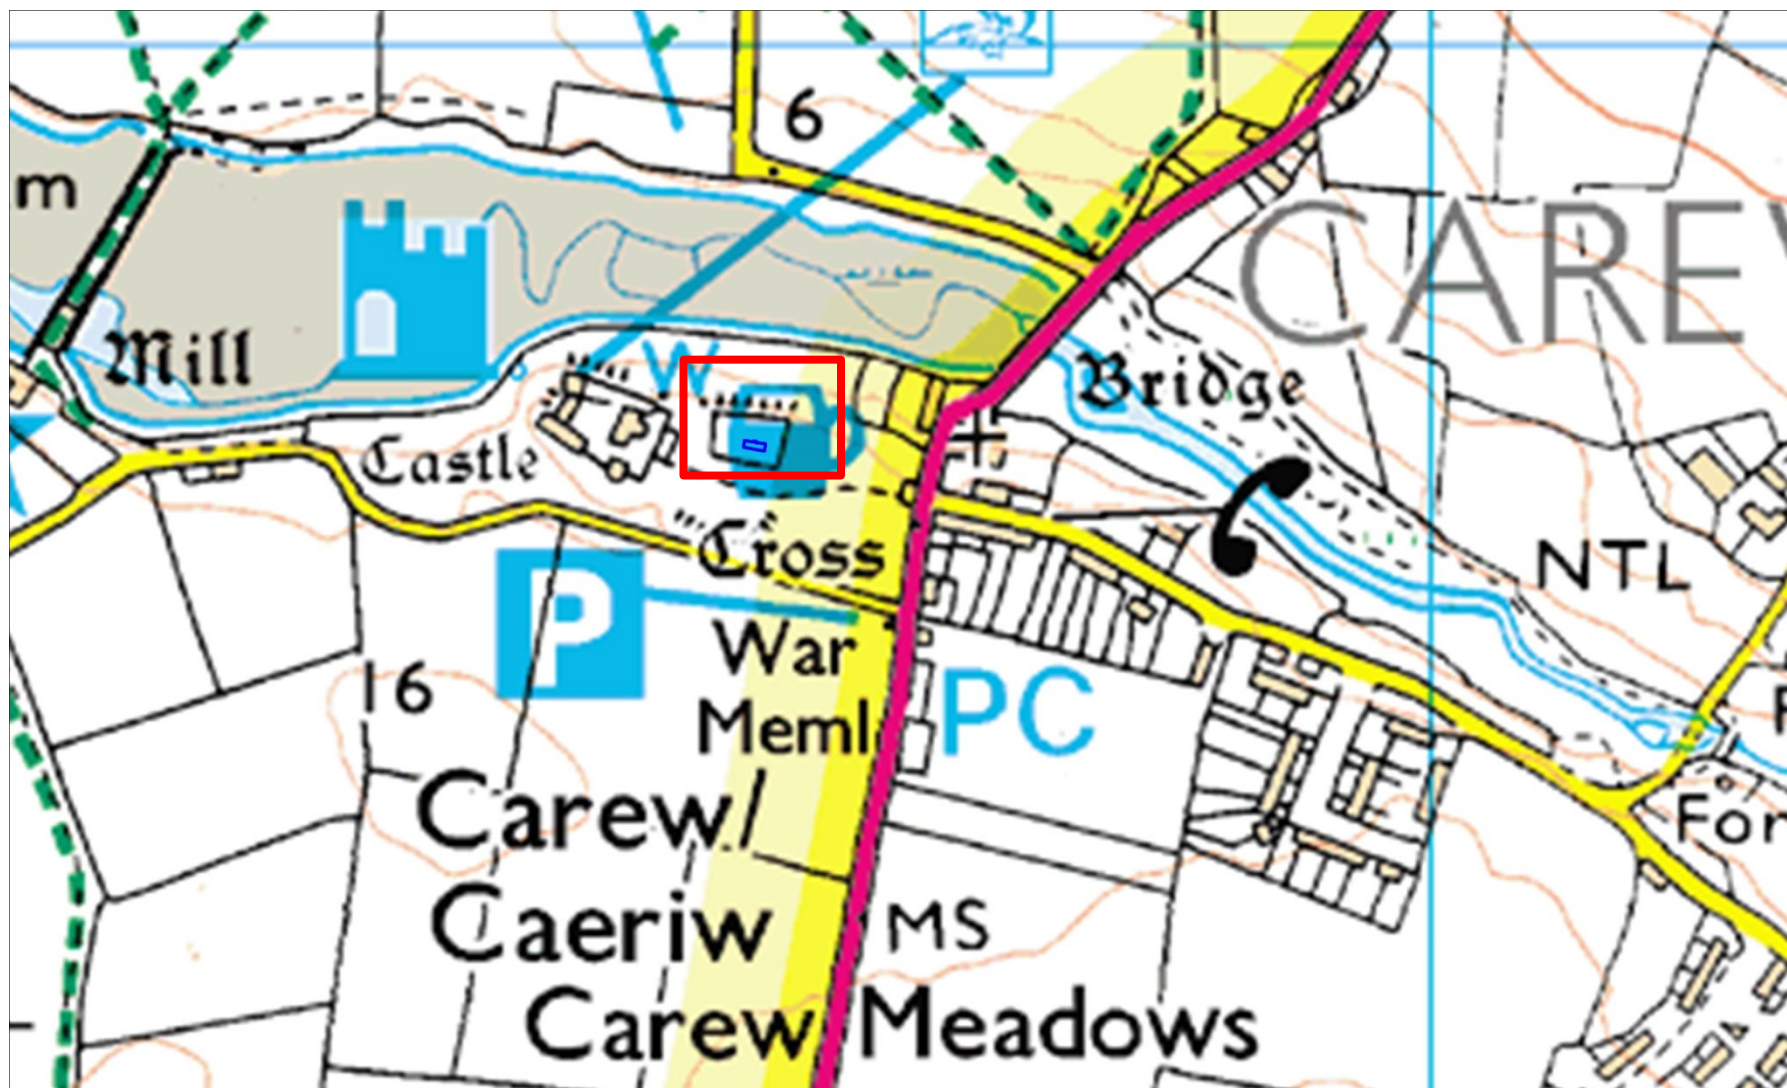 6
m
CAREW
Mill
W
Bridge
Castle
NTL
Cross
P
War
Meml
16
PC
Carew/
Caeriw
For
MS
Carew Meadows